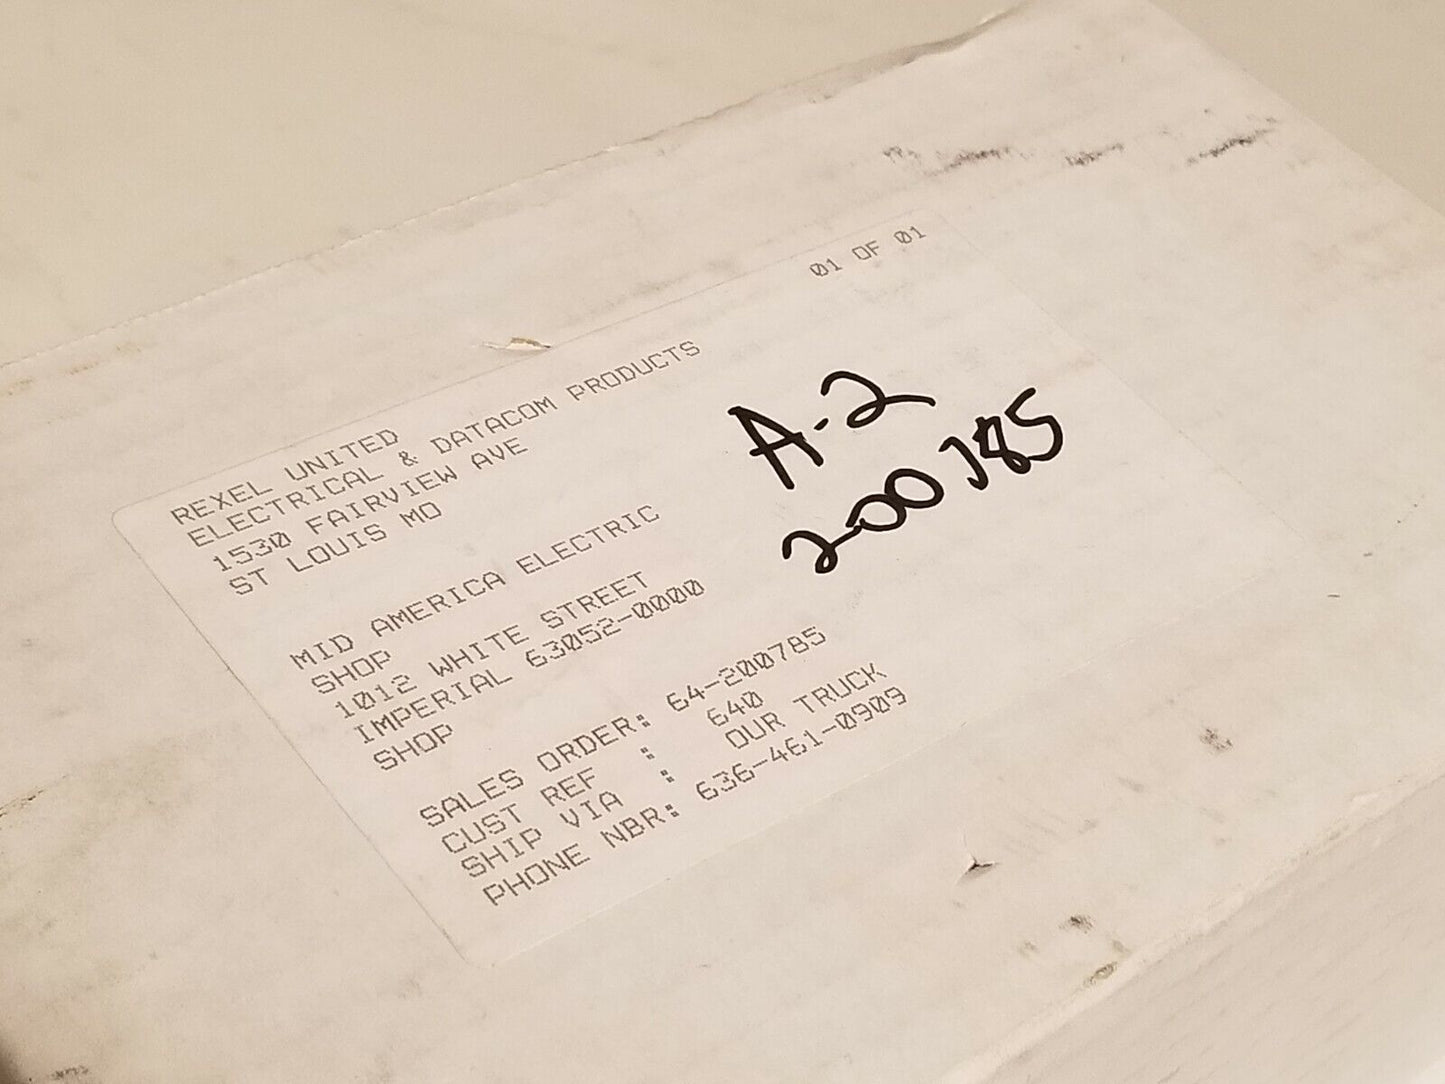 01 OF 01
REXEL UNITED
ELECTRICAL & DATACOM PRODUCTS
1530 FAIRVIEW AVE
ST LOUIS MO
A-2
200785
MID AMERICA ELECTRIC
SHOP
1012 WHITE STREET
IMPERIAL 63052-0000
SHOP
SALES ORDER: 64-200785
CUST REF : 640
SHIP VIA : OUR TRUCK
PHONE NBR: 636-461-0909